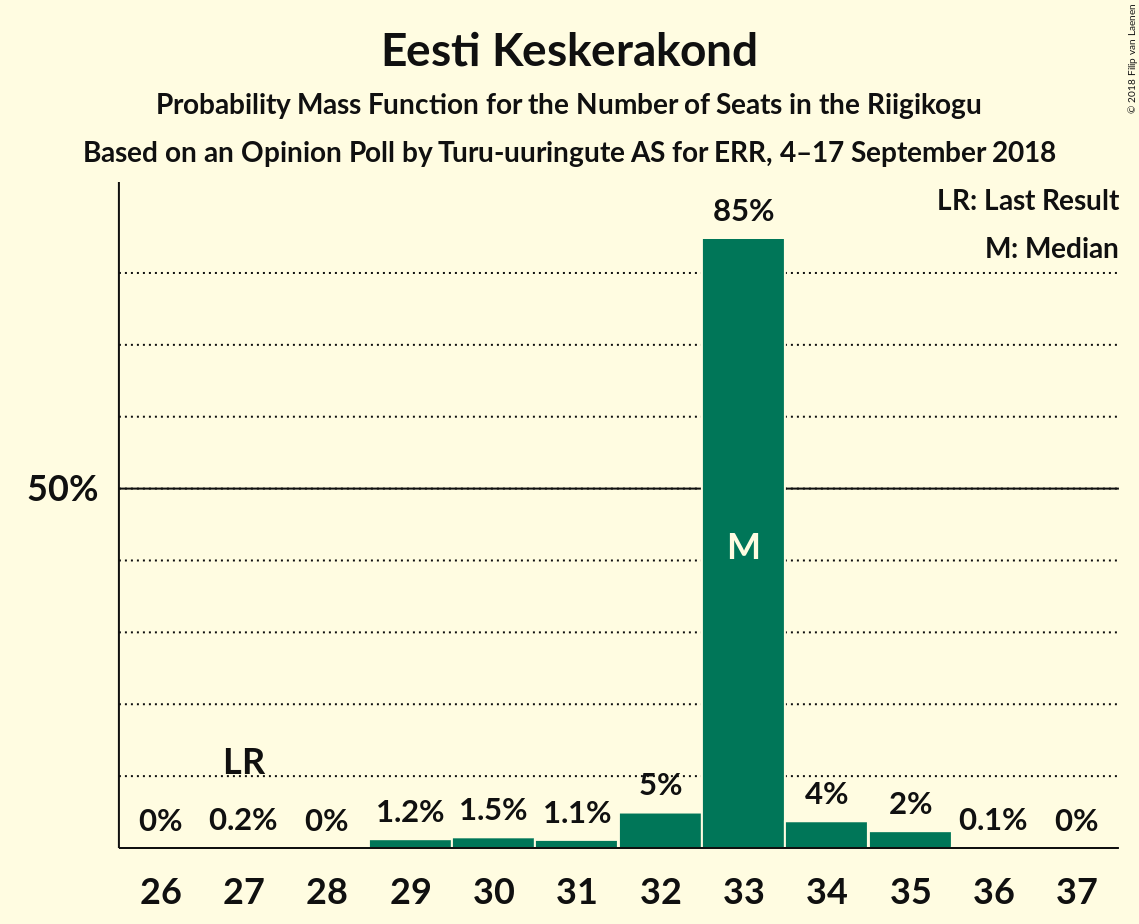 Eesti Keskerakond
Probability Mass Function for the Number of Seats in the Riigikogu
Based on an Opinion Poll by Turu-uuringute AS for ERR, 4–17 September 2018
© 2018 Filip van Laenen
LR: Last Result
M: Median
85%
50%
M
LR
0% 0.2% 0% 1.2% 1.5% 1.1% 5% 4% 2% 0.1% 0%
26 27 28 29 30 31 32 33 34 35 36 37